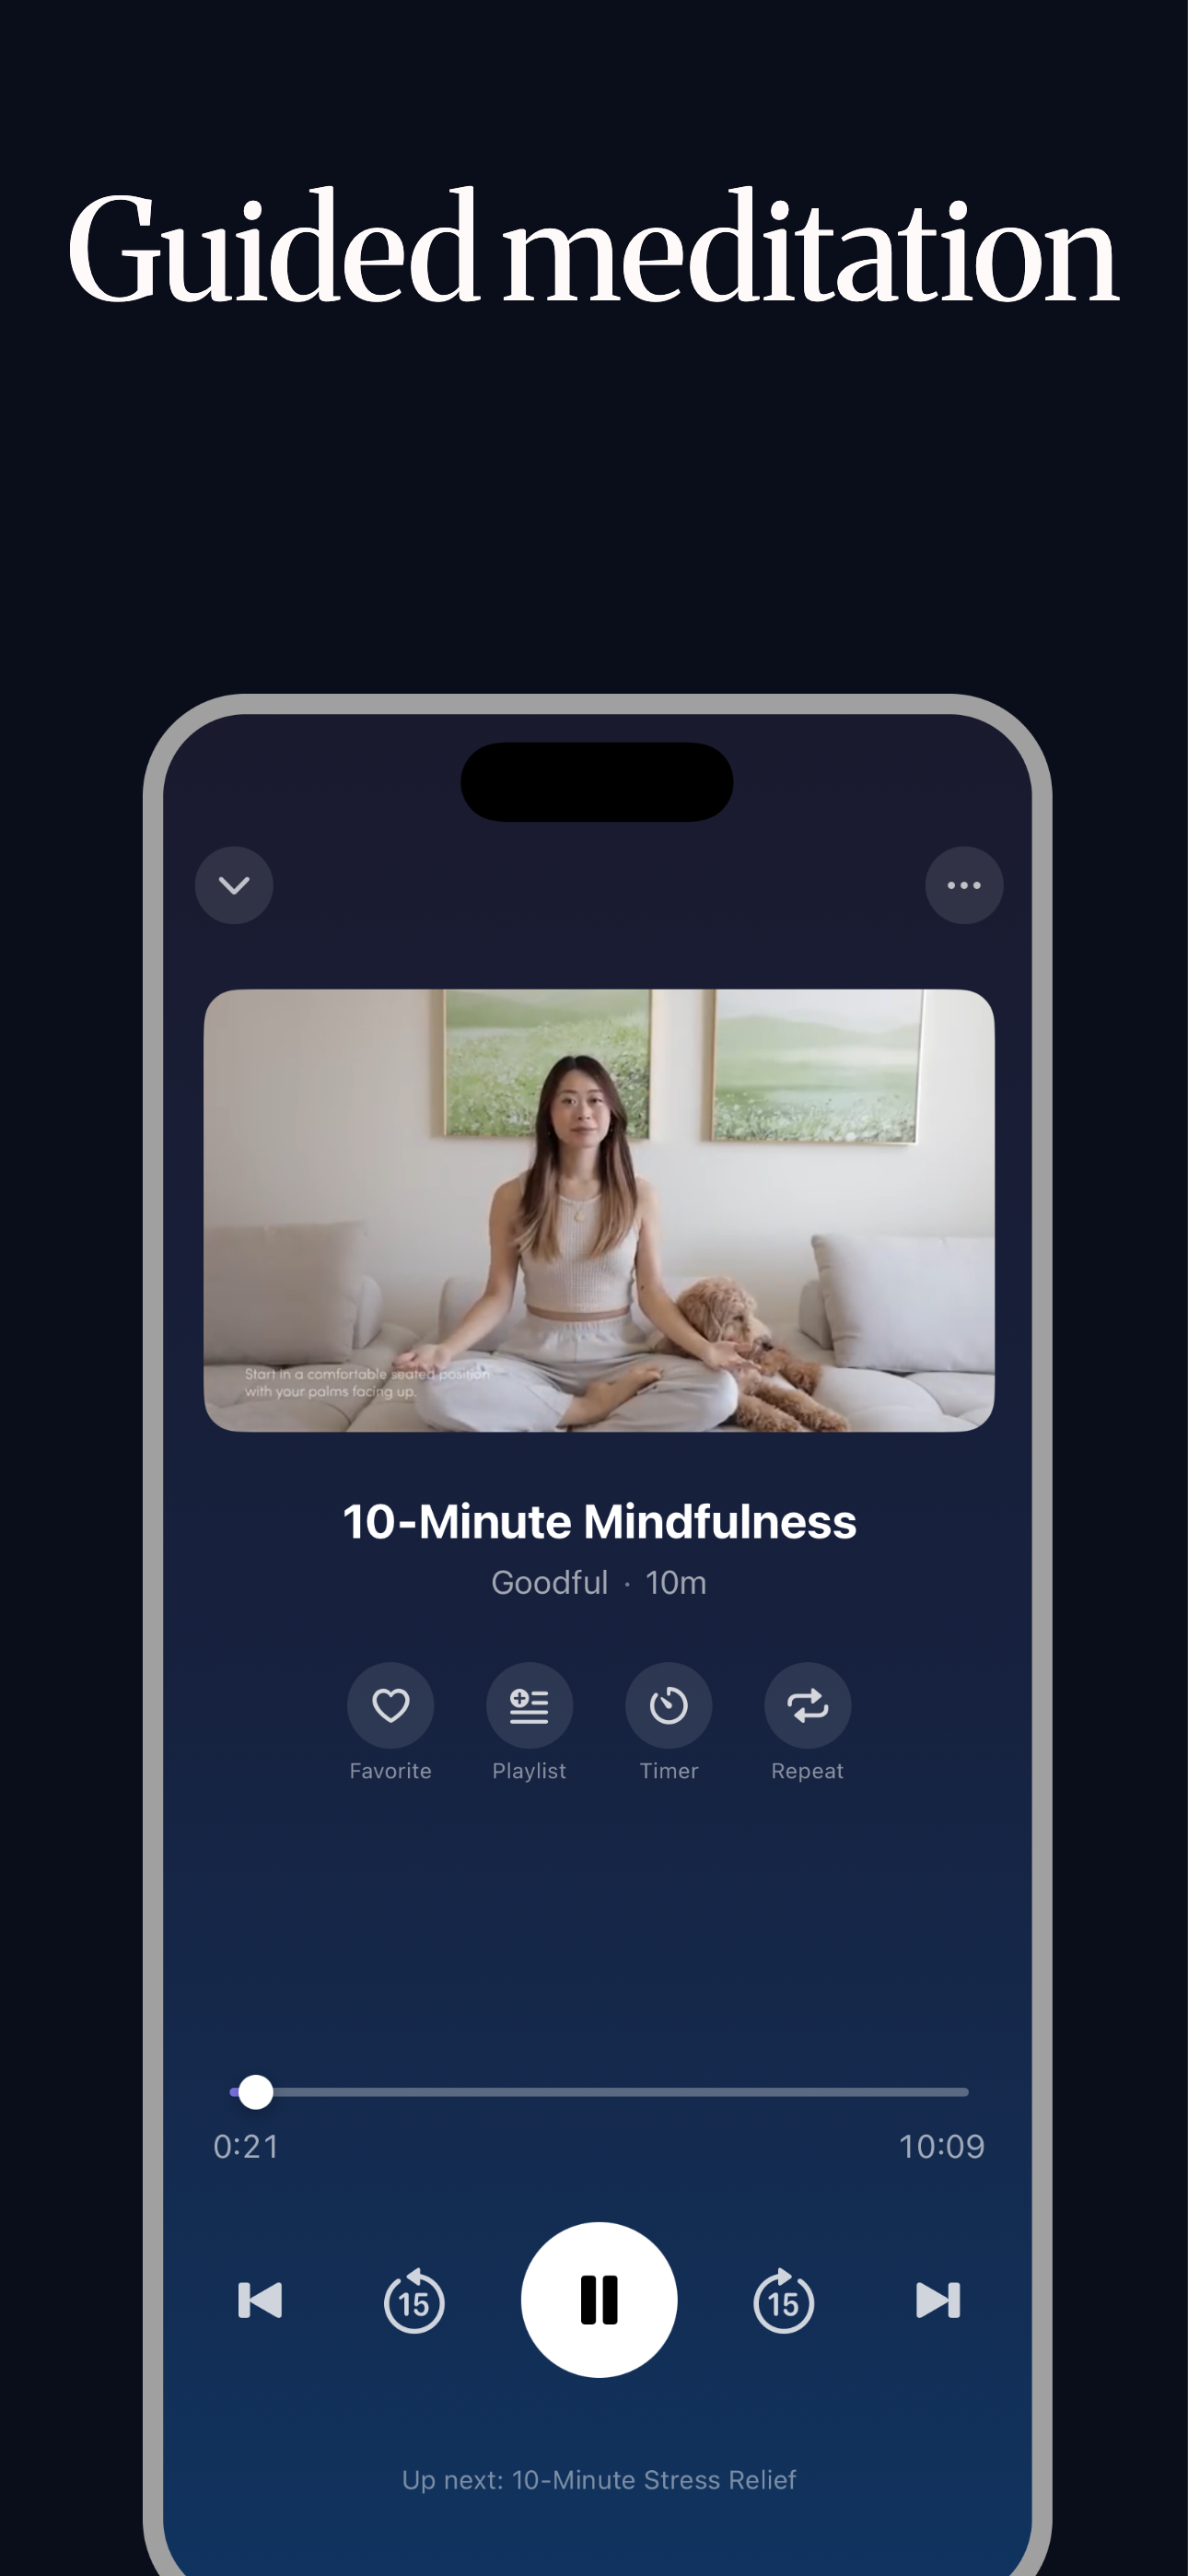 Guided meditation
Start in a comfortable seated position
with your palms facing up.
10-Minute Mindfulness
Goodful · 10m
Favorite Playlist Timer Repeat
0:21 10:09
15 15
Up next: 10-Minute Stress Relief